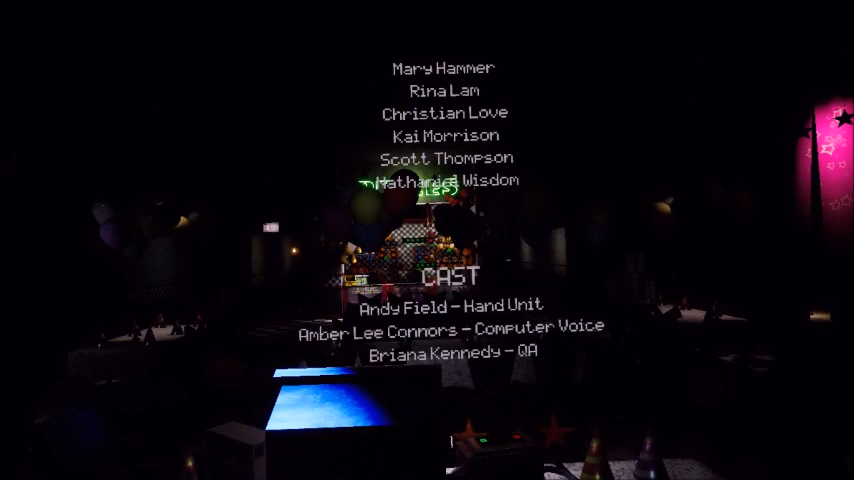 Mary Hammer
Rina Lam
Christian Love
Kai Morrison
Scott Thompson
Nathaniel Wisdom
CAST
Andy Field - Hand Unit
Amber Lee Connors - Computer Voice
Briana Kennedy - QA